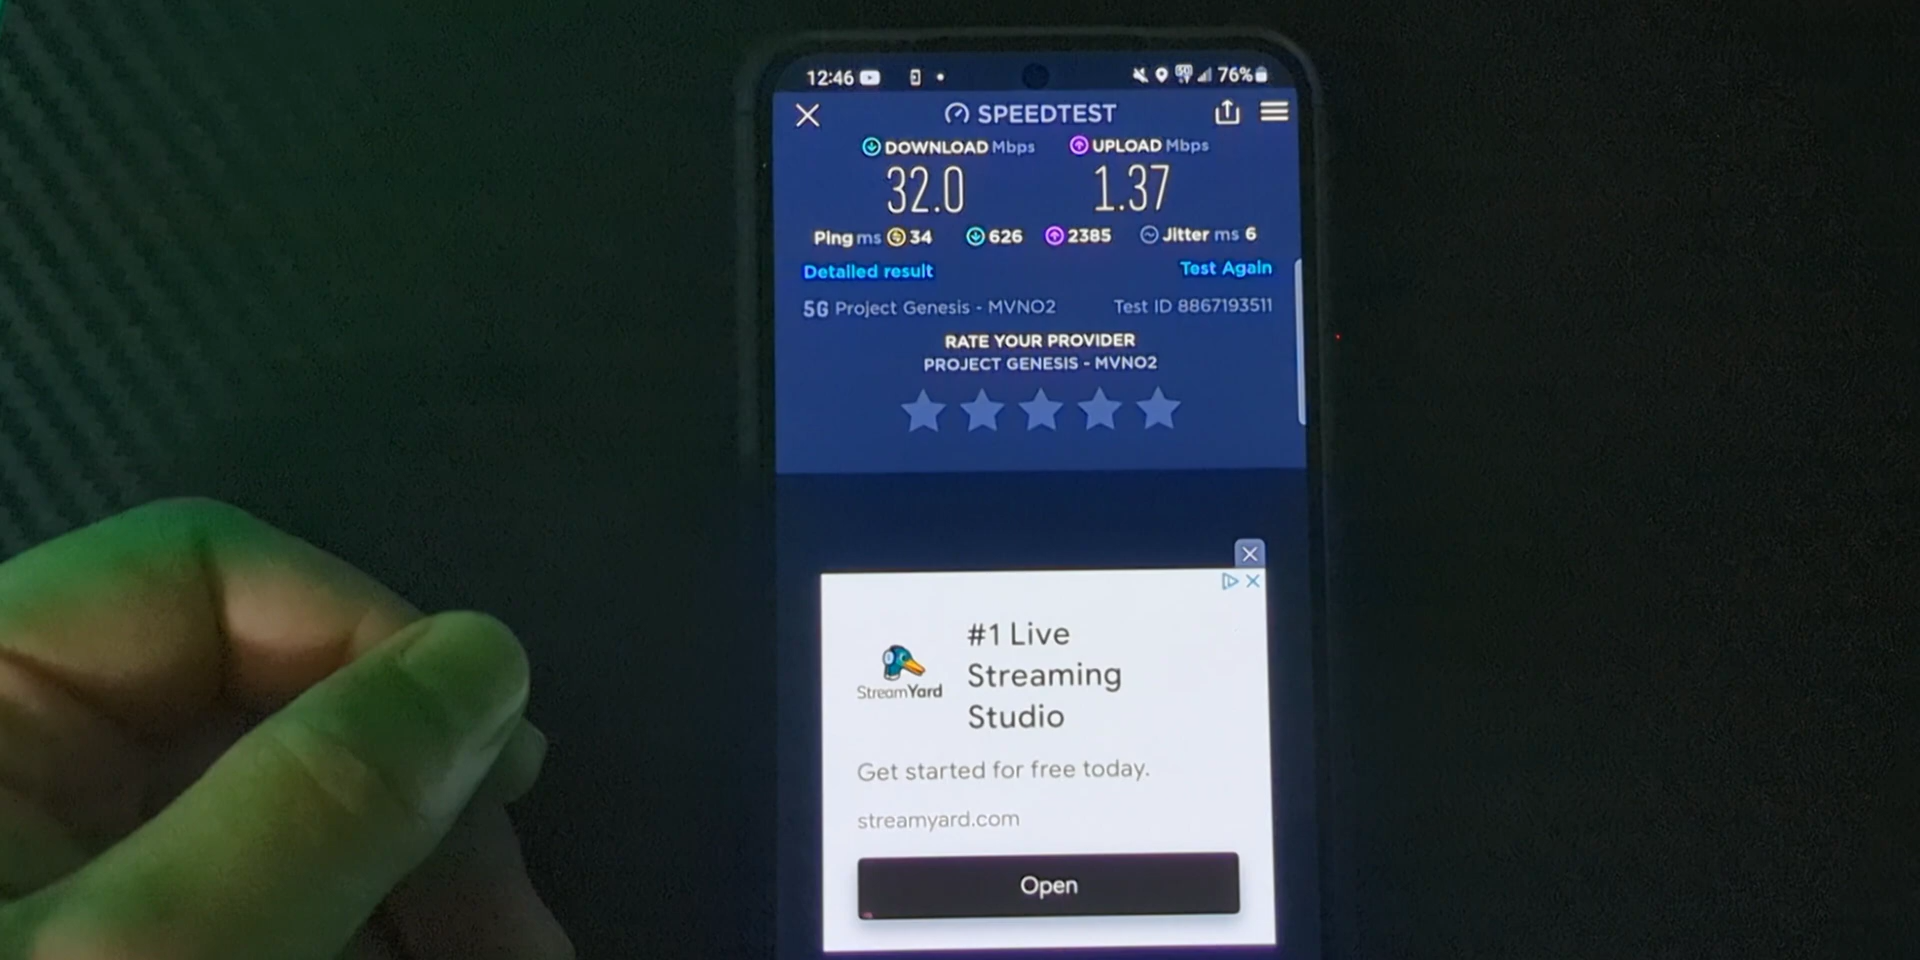 12:46 76%
SPEEDTEST
DOWNLOAD Mbps UPLOAD Mbps
32.0 1.37
Ping ms 34 626 2385 Jitter ms 6
Detailed result Test Again
5G Project Genesis - MVNO2 Test ID 8867193511
RATE YOUR PROVIDER
PROJECT GENESIS - MVNO2
#1 Live
Streaming
Studio
StreamYard
Get started for free today.
streamyard.com
Open